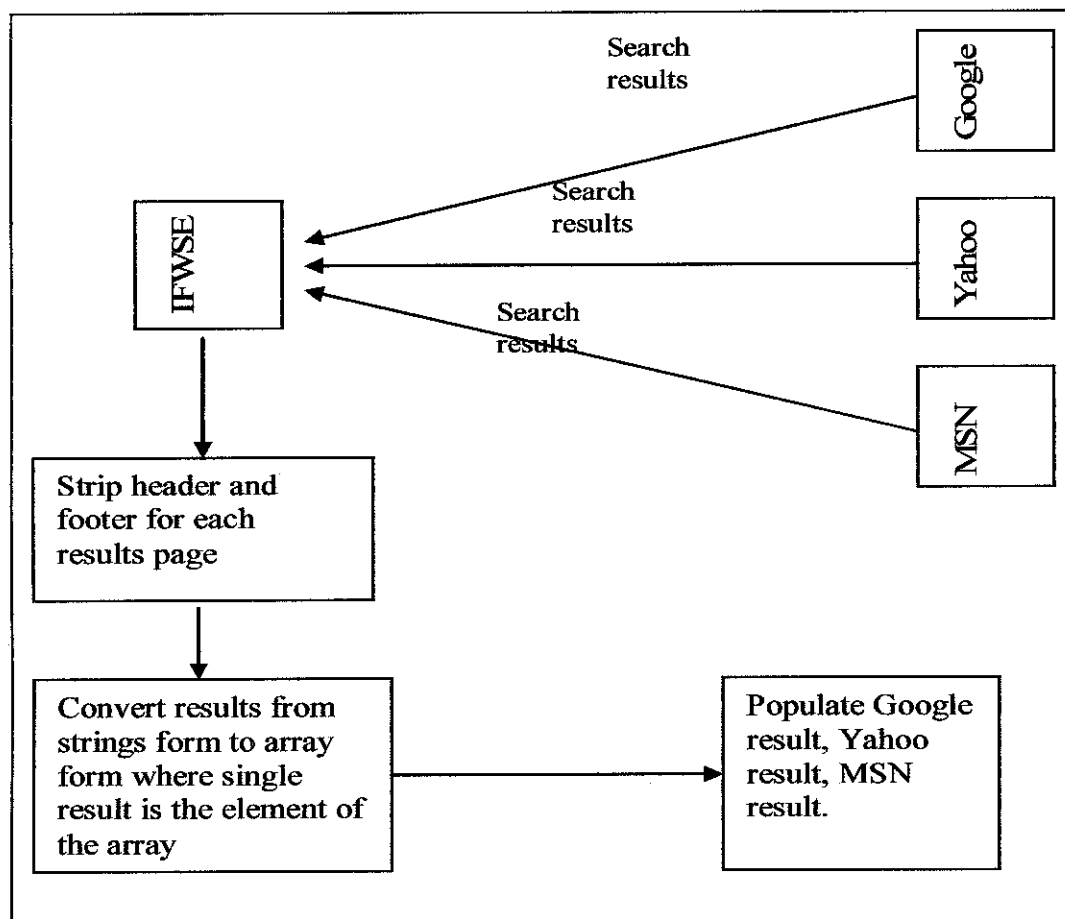 Search
results
Google
Search
results
IFWSE
Yahoo
Search
results
MSN
Strip header and
footer for each
results page
Convert results from
strings form to array
form where single
result is the element of
the array
Populate Google
result, Yahoo
result, MSN
result.